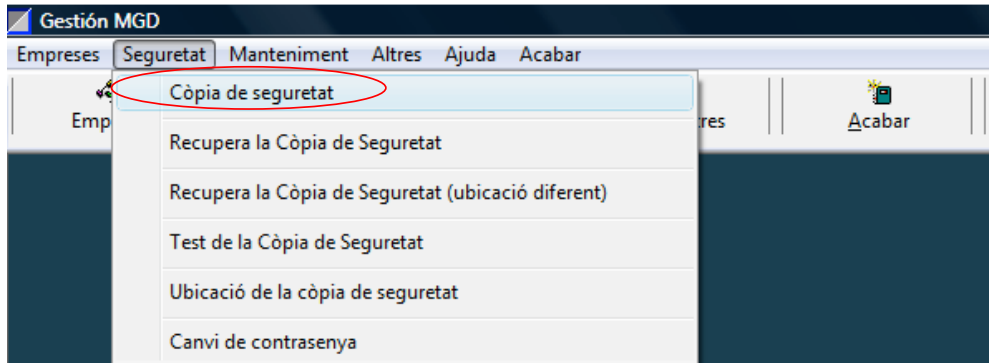 Gestión MGD
Empreses Seguretat Manteniment Altres Ajuda Acabar
Còpia de seguretat
Acabar
Recupera la Còpia de Seguretat
Recupera la Còpia de Seguretat (ubicació diferent)
Test de la Còpia de Seguretat
Ubicació de la còpia de seguretat
Canvi de contrasenya